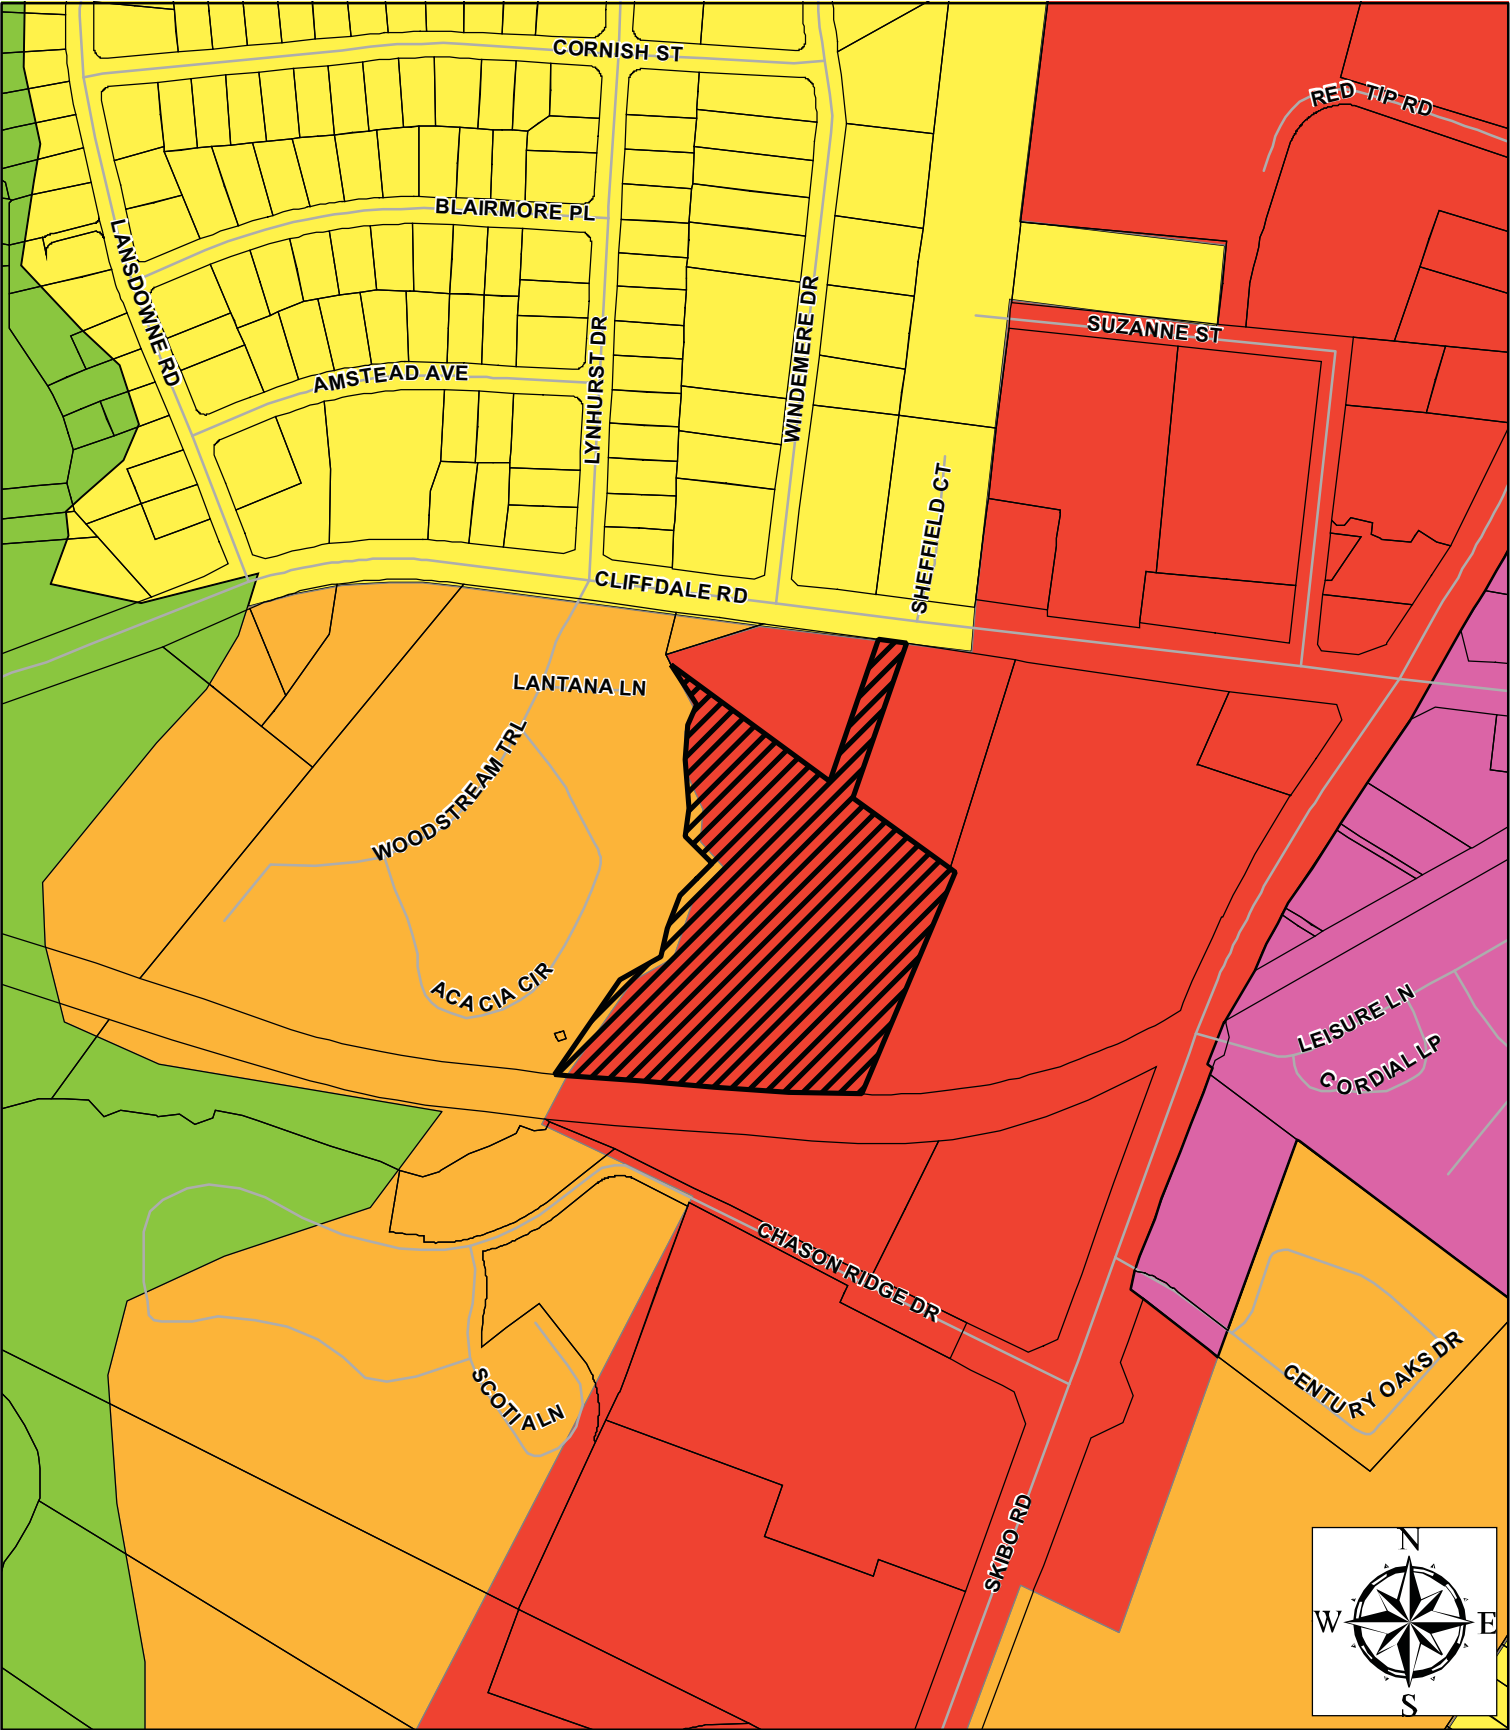 CORNISH ST
RED TIP RD
BLAIRMORE PL
LANSDOWNE RD
SUZANNE ST
WINDEMERE DR
LYNHURST DR
AMSTEAD AVE
SHEFFIELD CT
CLIFFDALE RD
LANTANA LN
WOODSTREAM TRL
ACACIA CIR
LEISURE LN
CORDIAL LP
CHASON RIDGE DR
CENTURY OAKS DR
SCOTIA LN
SKIBO RD
N
W E
S